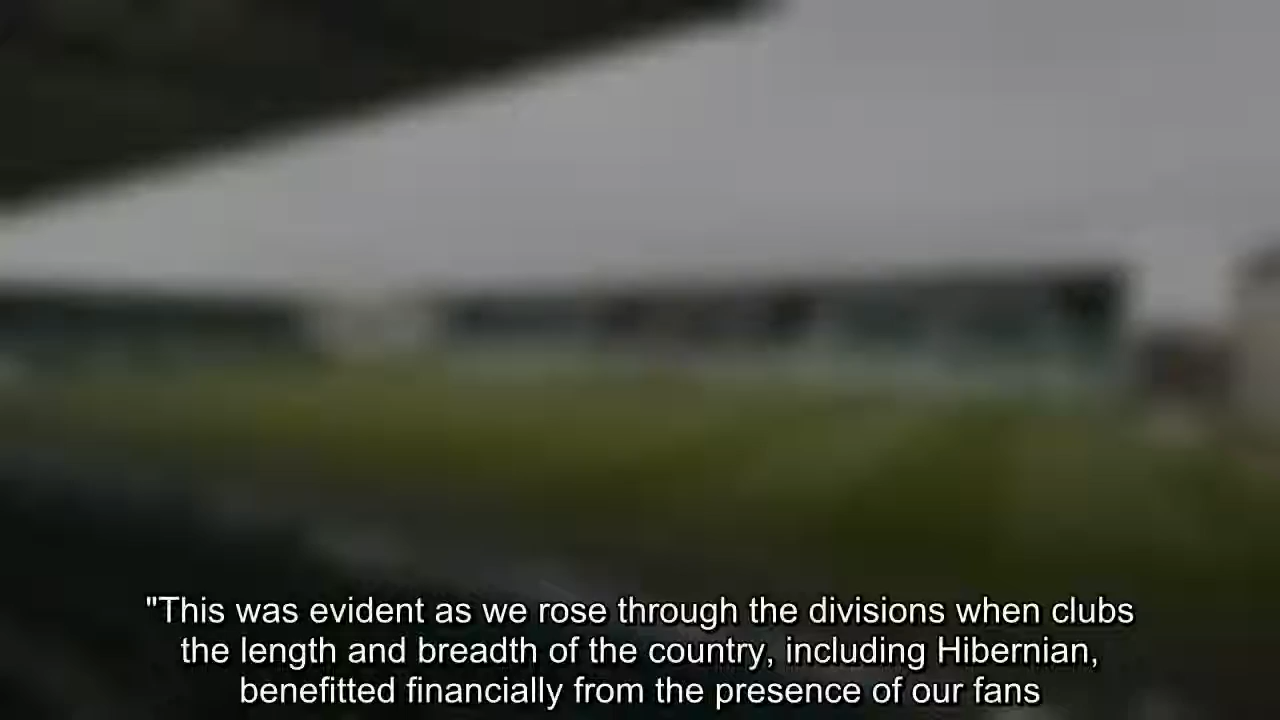 "This was evident as we rose through the divisions when clubs
the length and breadth of the country, including Hibernian,
benefitted financially from the presence of our fans